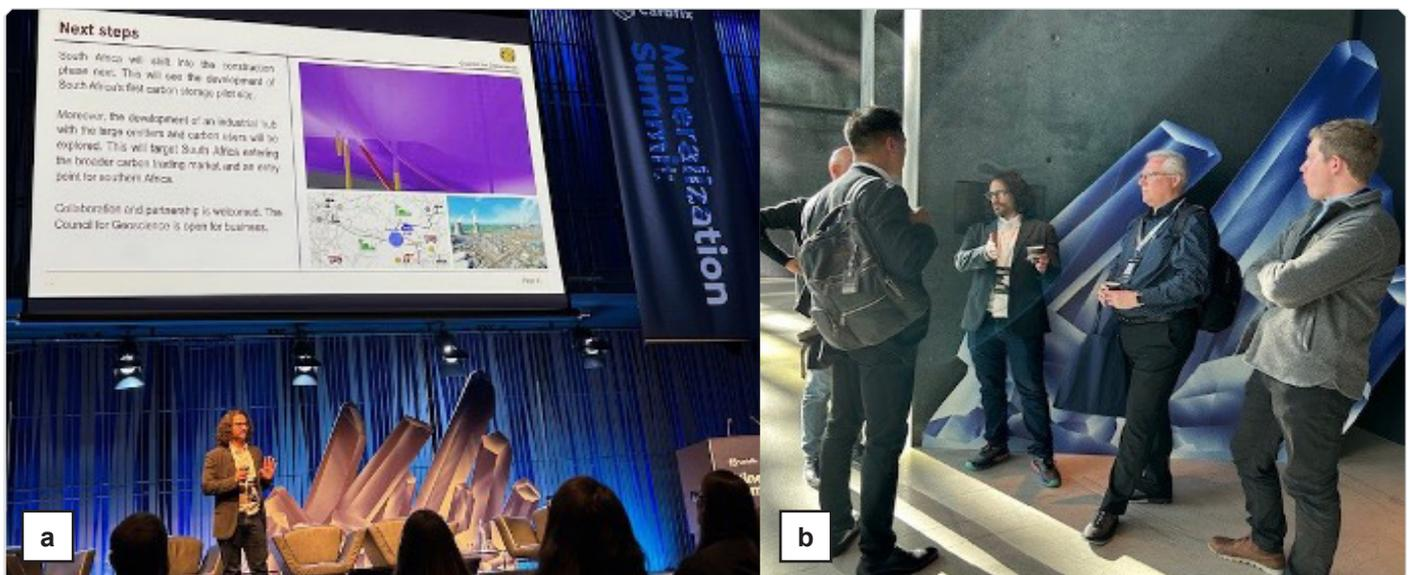 Next steps
South Africa will shift into the construction
phase next. This will see the development of
South Africa's first carbon storage pilot site.
Moreover, the development of an industrial hub
with the large emitters and carbon users will be
explored. This will target South Africa entering
the broader carbon trading market and an entry
point for southern Africa.
Collaboration and partnership is welcomed. The
Council for Geoscience is open for business.
Carbfix
Mineralization
Summit
a
b